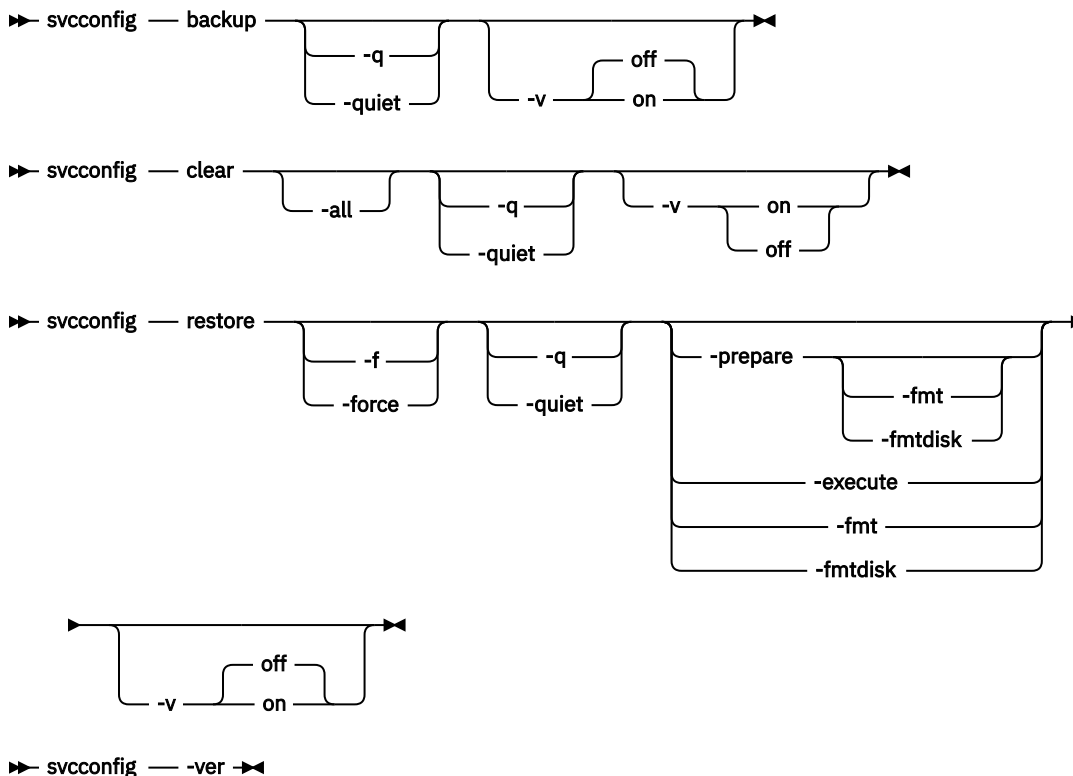 svcconfig backup
-q
-quiet
off
-v on
svcconfig clear
-all
-q
-quiet
-v on
off
svcconfig restore
-f
-force
-q
-quiet
-prepare
-fmt
-fmtdisk
-execute
-fmt
-fmtdisk
off
-v on
svcconfig -ver